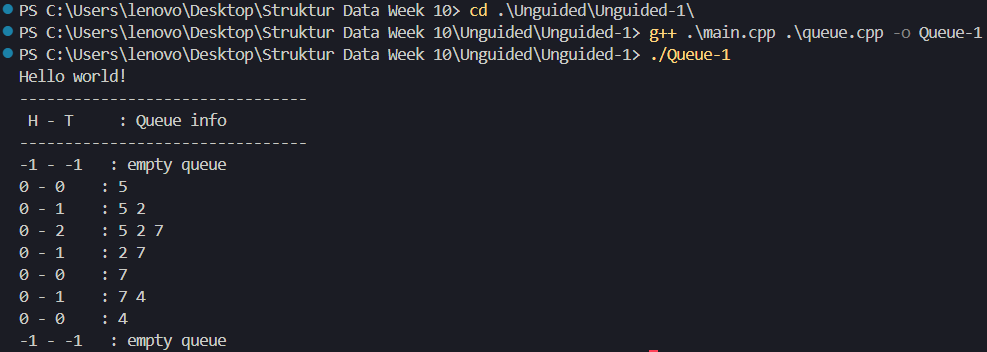 PS C:\Users\lenovo\Desktop\Struktur Data Week 10> cd .\Unguided\Unguided-1\
PS C:\Users\lenovo\Desktop\Struktur Data Week 10\Unguided\Unguided-1> g++ .\main.cpp .\queue.cpp -o Queue-1
PS C:\Users\lenovo\Desktop\Struktur Data Week 10\Unguided\Unguided-1> ./Queue-1
Hello world!
--------------------------------
 H - T     : Queue info
--------------------------------
-1 - -1   : empty queue
0 - 0    : 5
0 - 1    : 5 2
0 - 2    : 5 2 7
0 - 1    : 2 7
0 - 0    : 7
0 - 1    : 7 4
0 - 0    : 4
-1 - -1   : empty queue